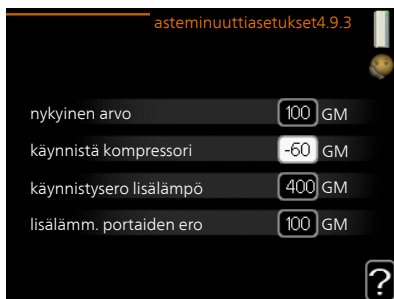 asteminuuttiasetukset4.9.3
nykyinen arvo 100 GM
käynnistä kompressori -60 GM
käynnistysero lisälämpö 400 GM
lisälämm. portaiden ero 100 GM
?